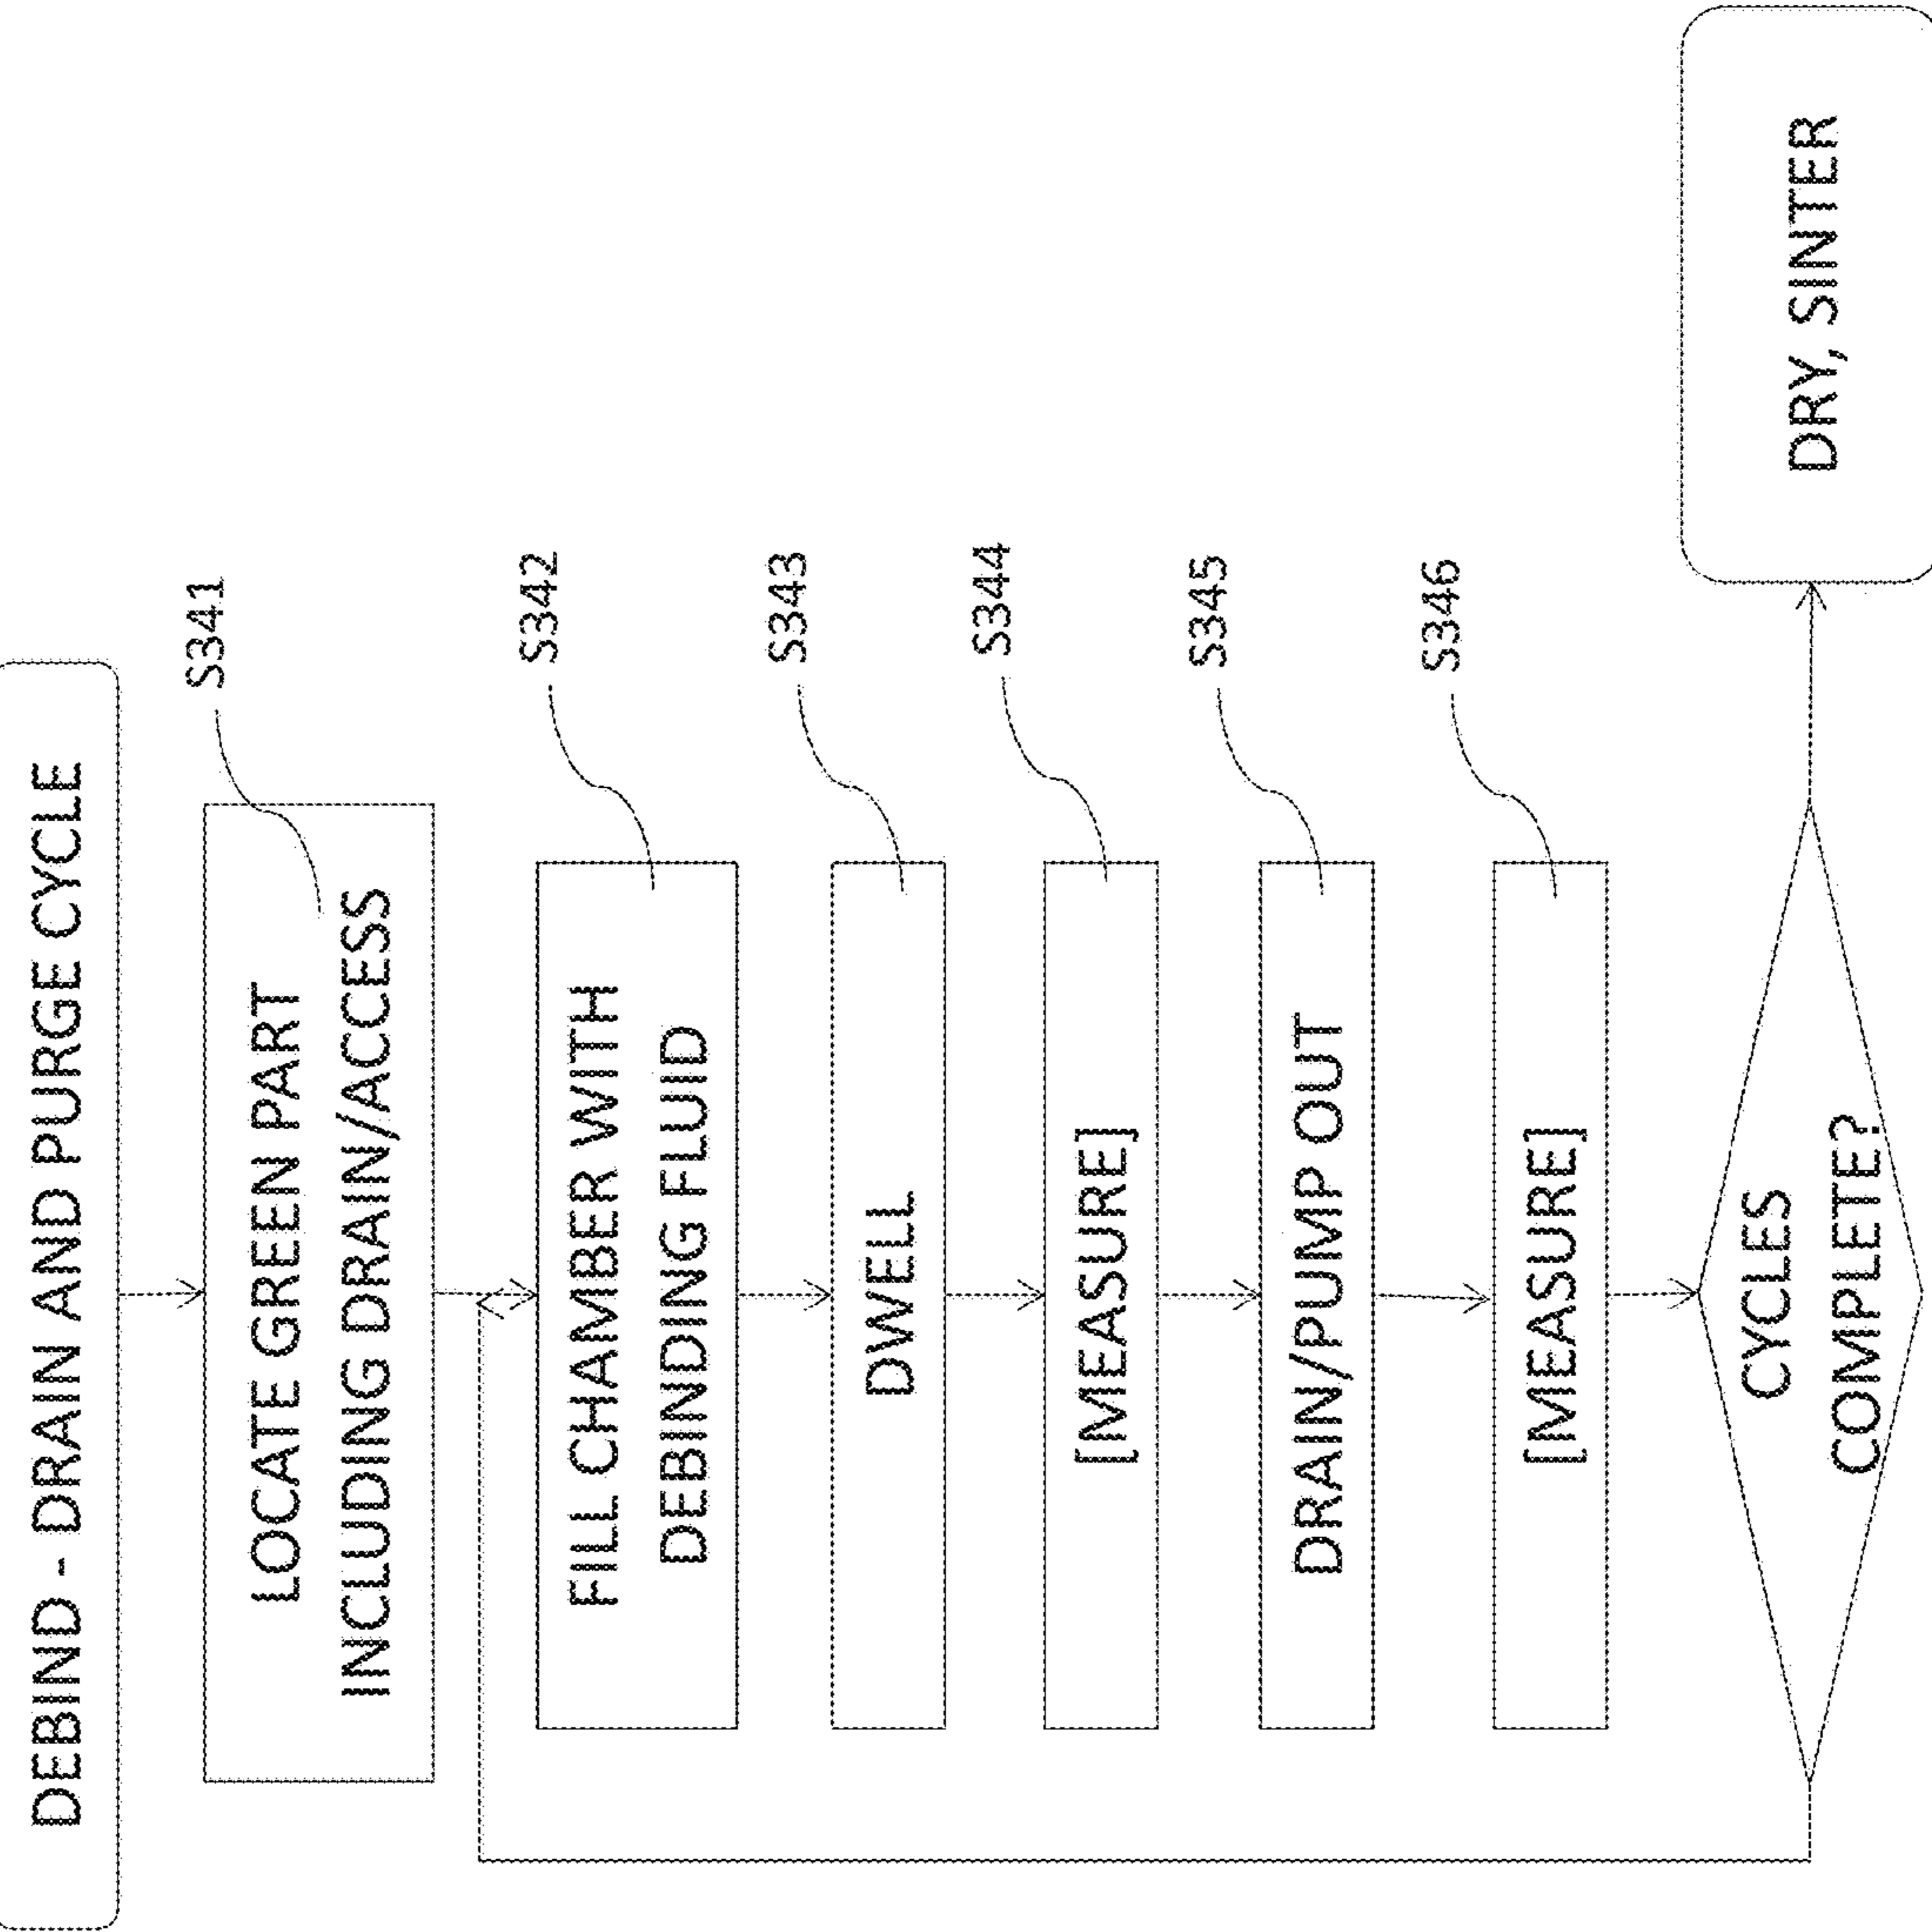 DEBIND - DRAIN AND PURGE CYCLE
S341
LOCATE GREEN PART
INCLUDING DRAIN/ACCESS
S342
FILL CHAMBER WITH
DEBINDING FLUID
S343
DWELL
S344
[MEASURE]
S345
DRAIN/PUMP OUT
S346
[MEASURE]
CYCLES
COMPLETE?
DRY, SINTER